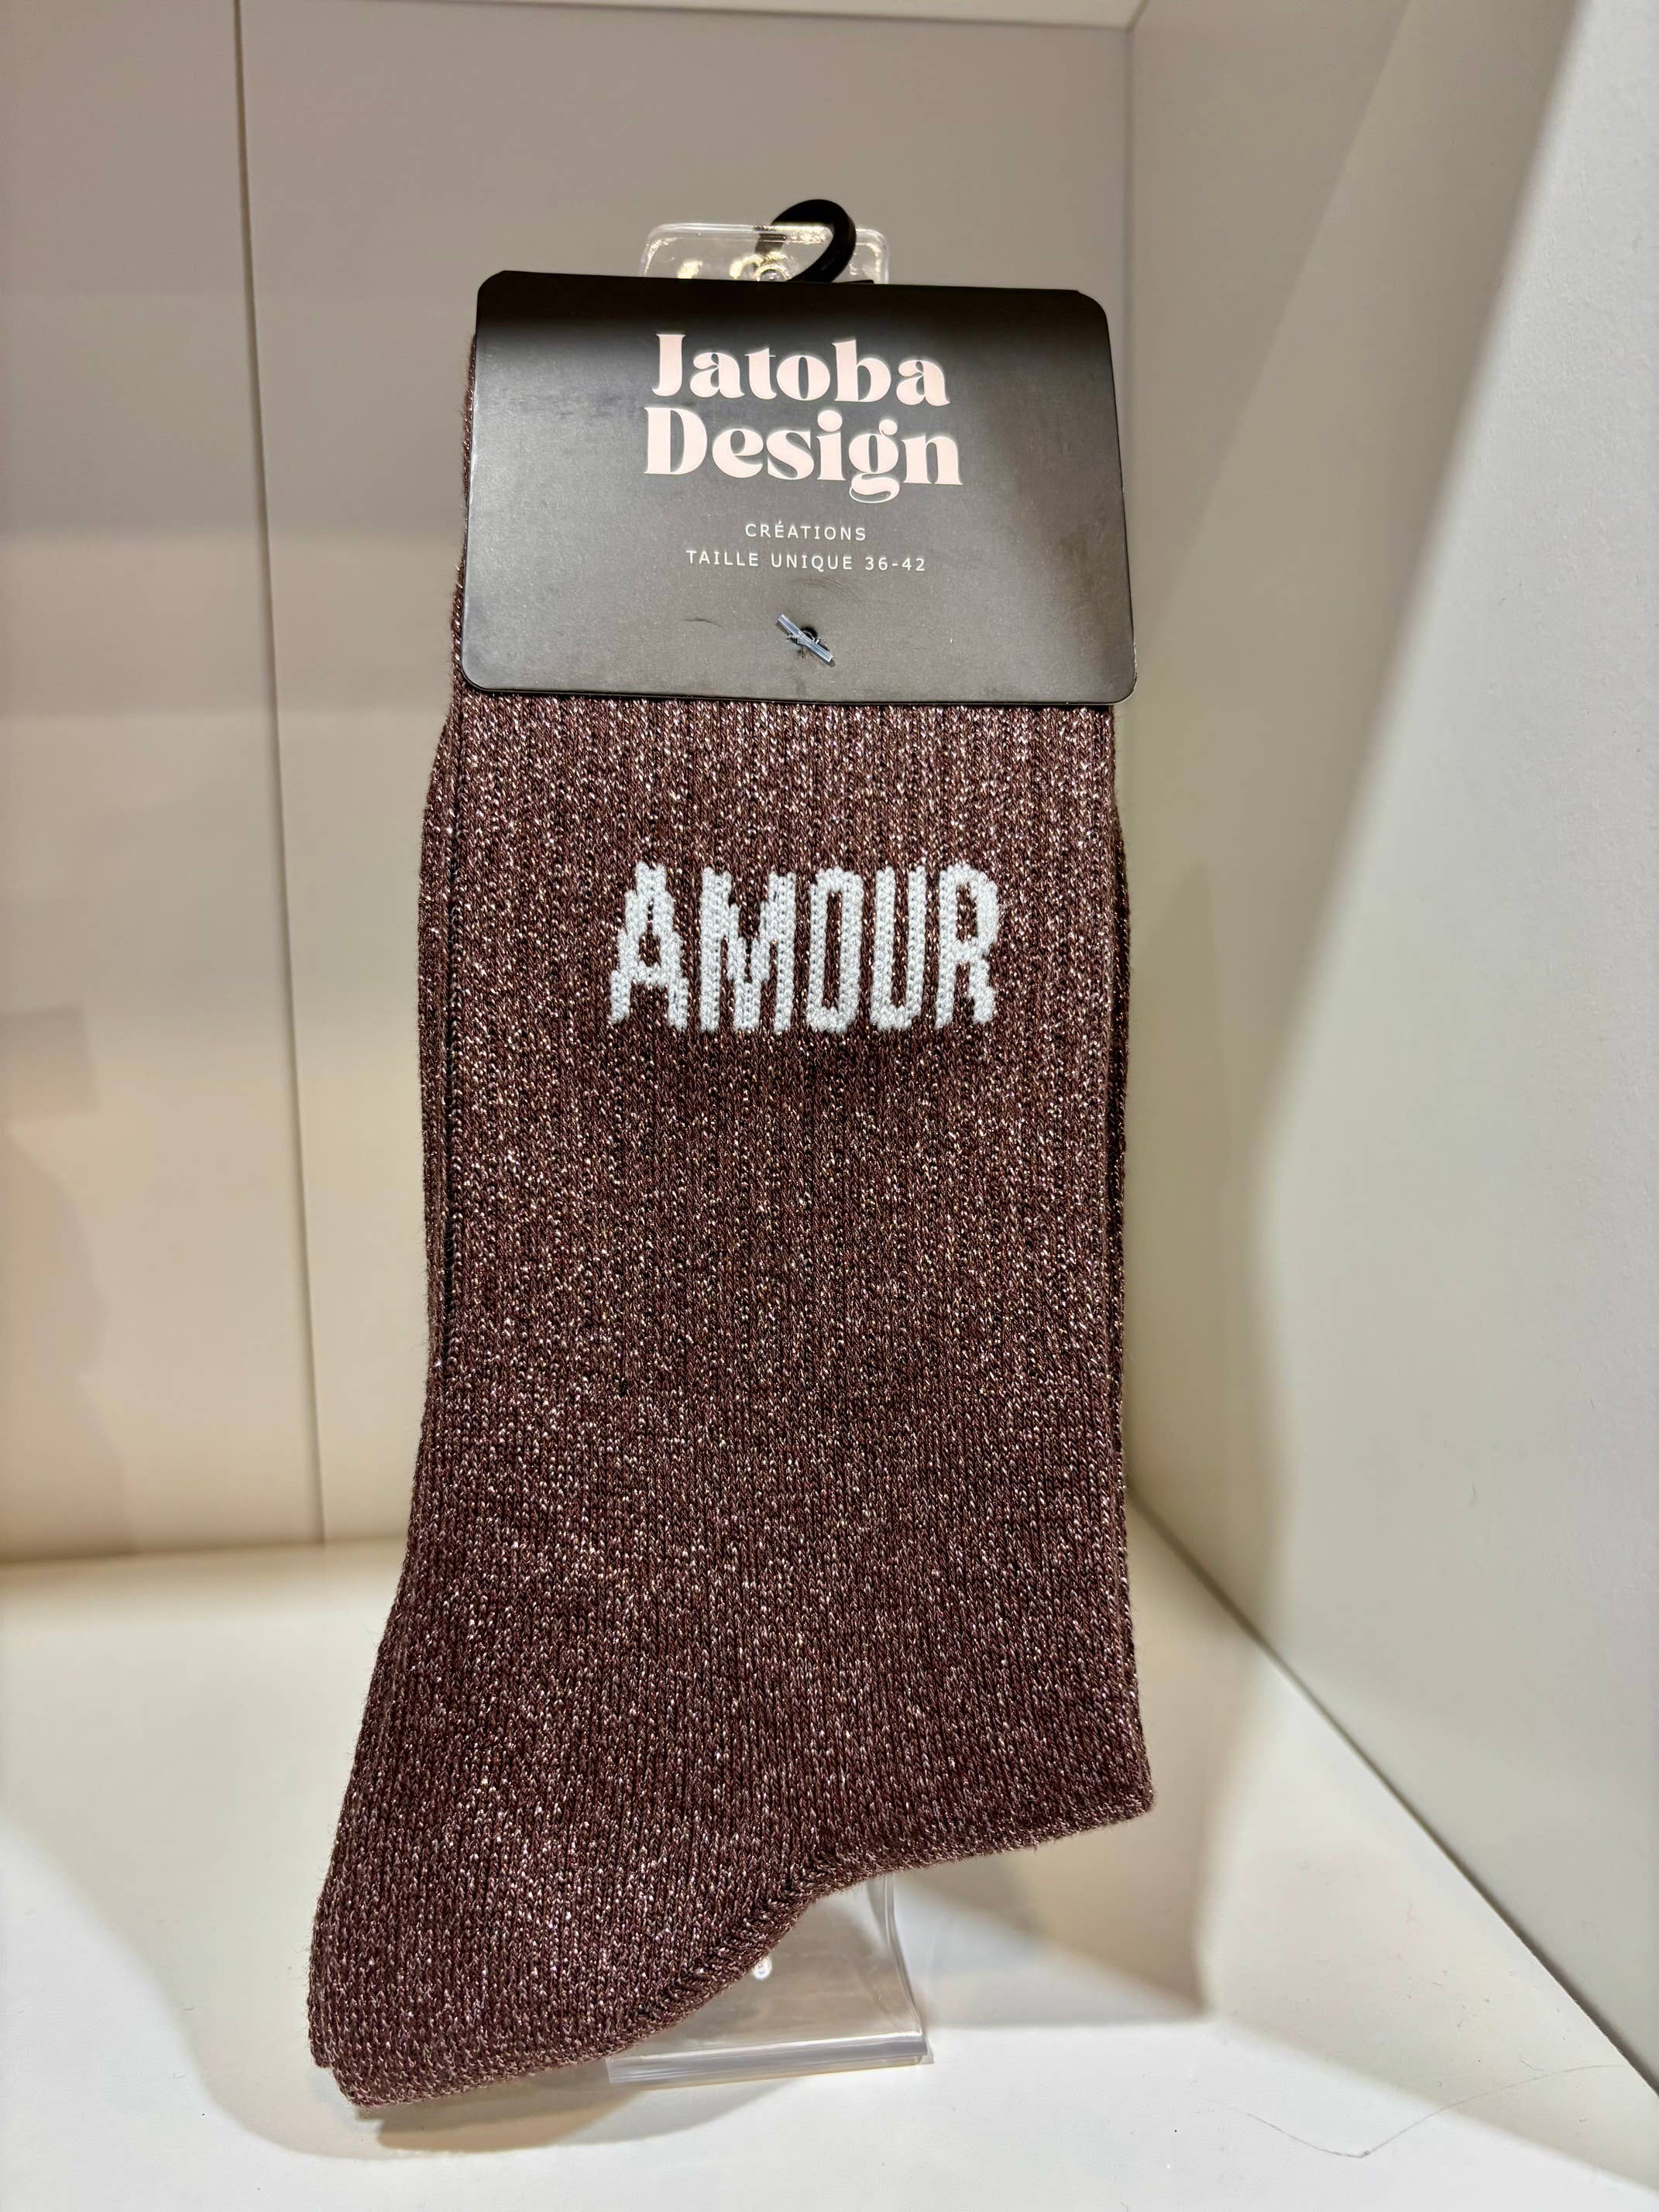 Jatoba
Design
CRÉATIONS
TAILLE UNIQUE 36-42
AMOUR